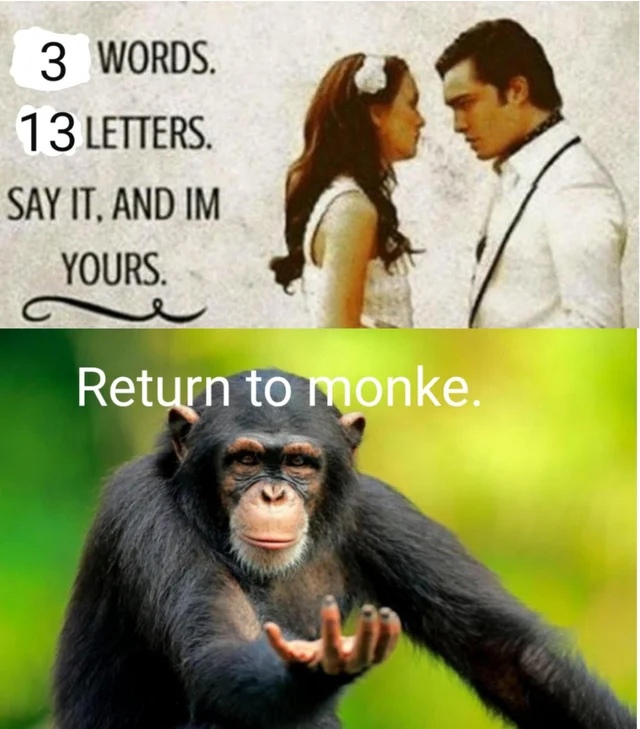 3 WORDS.
13 LETTERS.
SAY IT, AND IM
YOURS.
Return to monke.